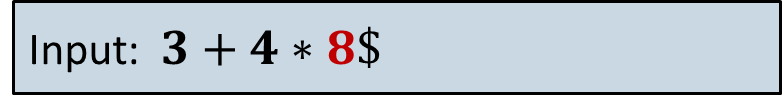 Input: 3 + 4 * 8$